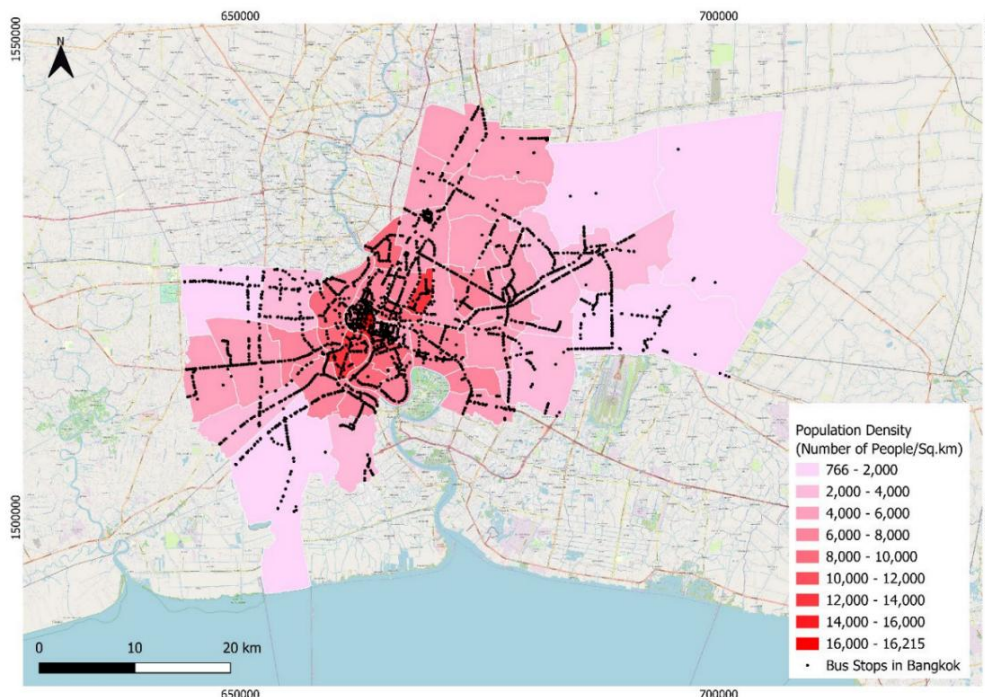 650000
700000
1550000
N
Population Density
(Number of People/Sq.km)
766 - 2,000
2,000 - 4,000
4,000 - 6,000
6,000 - 8,000
8,000 - 10,000
10,000 - 12,000
12,000 - 14,000
14,000 - 16,000
16,000 - 16,215
Bus Stops in Bangkok
1500000
0
10
20 km
650000
700000